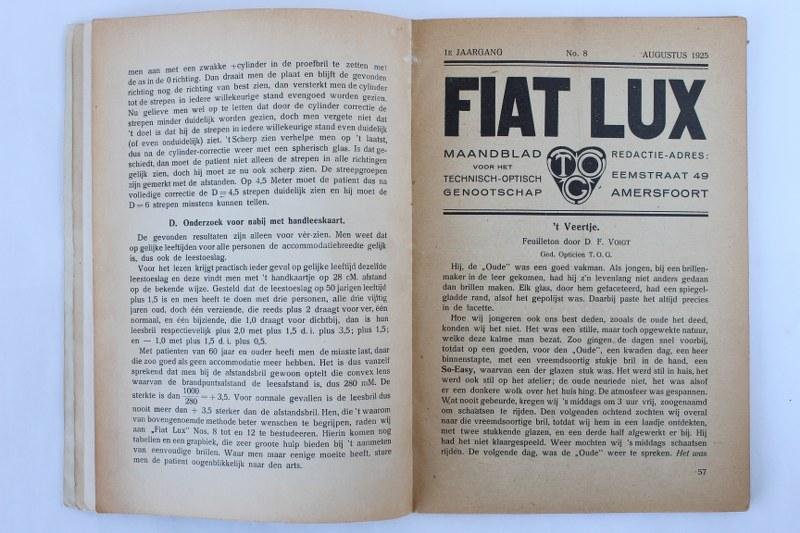 men aan met een zwakke +cylinder in de proefbril te zetten met
de as in de 0 richting. Dan draait men de plaat en blijft de gevonden
richting nog de richting van best zien, dan versterkt men de cylinder
tot de strepen in iedere willekeurige stand evengoed worden gezien.
Nu gelieve men wel op te letten dat door de cylinder correctie de
strepen minder duidelijk worden gezien, doch men vergete niet dat
't doel is dat hij de strepen in iedere willekeurige stand even duidelijk
(of even onduidelijk) ziet. 't Scherp zien verhelpe men op 't laatst,
dus na de cylinder-correctie weer met een spherisch glas. Is dat ge-
schiedt, dan moet de patient niet alleen de strepen in alle richtingen
gelijk zien, doch hij moet ze nu ook scherp zien. De streepgroepen
zijn gemerkt met de afstanden. Op 4,5 Meter moet de patient dus na
volledige correctie de D = 4,5 strepen duidelijk zien en hij moet de
D = 6 strepen minstens kunnen tellen.
D. Onderzoek voor nabij met handleeskaart.
De gevonden resultaten zijn alleen voor vér-zien. Men weet dat
op gelijke leeftijden voor alle personen de accommodatiebreedte gelijk
is, dus ook de leestoeslag.
Voor het lezen krijgt practisch ieder geval op gelijke leeftijd dezelfde
leestoeslag en deze vindt men met 't handkaartje op 28 cM. afstand
op de bekende wijze. Gesteld dat de leestoeslag op 50 jarigen leeftijd
plus 1,5 is en men heeft te doen met drie personen, alle drie vijftig
jaren oud, doch één verziende, die reeds plus 2 draagt voor ver, één
normaal, en één bijziende, die 1,0 draagt voor dichtbij, dan is hun
leesbril respectievelijk plus 2,0 met plus 1,5 d. i. plus 3,5; plus 1,5;
en — 1,0 met plus 1,5 d. i. plus 0,5.
Met patienten van 60 jaar en ouder heeft men de minste last, daar
die zoo goed als geen accommodatie meer hebben. Het is dus vanzelf
sprekend dat men bij de afstandsbril gewoon optelt die convex lens
waarvan de brandpuntsafstand de leesafstand is, dus 280 mM. De
sterkte is dan 1000/280 = + 3,5. Voor normale gevallen is de leesbril dus
nooit meer dan + 3.5 sterker dan de afstandsbril. Hen, die 't waarom
van bovengenoemde methode beter wenschen te begrijpen, raden wij
aan „Fiat Lux" Nos. 8 tot en 12 te bestudeeren. Hierin komen nog
tabellen en een graphiek, die zeer groote hulp bieden bij 't aanmeten
van eenvoudige brillen. Waar men maar eenige moeite heeft, sture
men de patient oogenblikkelijk naar den arts.
1E JAARGANG No. 8 AUGUSTUS 1925
FIAT LUX
MAANDBLAD
VOOR HET
TECHNISCH-OPTISCH
GENOOTSCHAP
TOG
REDACTIE-ADRES:
EEMSTRAAT 49
AMERSFOORT
't Veertje.
Feuilleton door D. F. VOIGT
Ged. Opticien T. O. G.
Hij, de „Oude" was een goed vakman. Als jongen, bij een brillen-
maker in de leer gekomen, had hij z'n levenlang niet anders gedaan
dan brillen maken. Elk glas, door hem gefaceteerd, had een spiegel-
gladde rand, alsof het gepolijst was. Daarbij paste het altijd precies
in de facette.
Hoe wij jongeren ook ons best deden, zooals de oude het deed,
konden wij het niet. Het was een stille, maar toch opgewekte natuur,
welke deze kalme man bezat. Zoo gingen de dagen snel voorbij,
totdat op een goeden, voor den „Oude", een kwaden dag, een heer
binnenstapte, met een vreemdsoortig stukje bril in de hand, een
So-Easy, waarvan een der glazen stuk was. Het werd stil in huis, het
werd ook stil op het atelier; de oude neuriede niet, het was alsof
er een donkere wolk over het huis hing. De atmosfeer was gespannen.
Wat nooit gebeurde, kregen wij 's middags om 3 uur vrij, zoogenaamd
om schaatsen te rijden. Den volgenden ochtend zochten wij overal
naar die vreemdsoortige bril, totdat wij hem in een laadje ontdekten,
met twee stukkende glazen, en een derde half afgewerkt er bij. Hij
had het niet klaargespeeld. Weer mochten wij 's middags schaatsen
rijden. De volgende dag, was de „Oude" weer te spreken. Het was
57